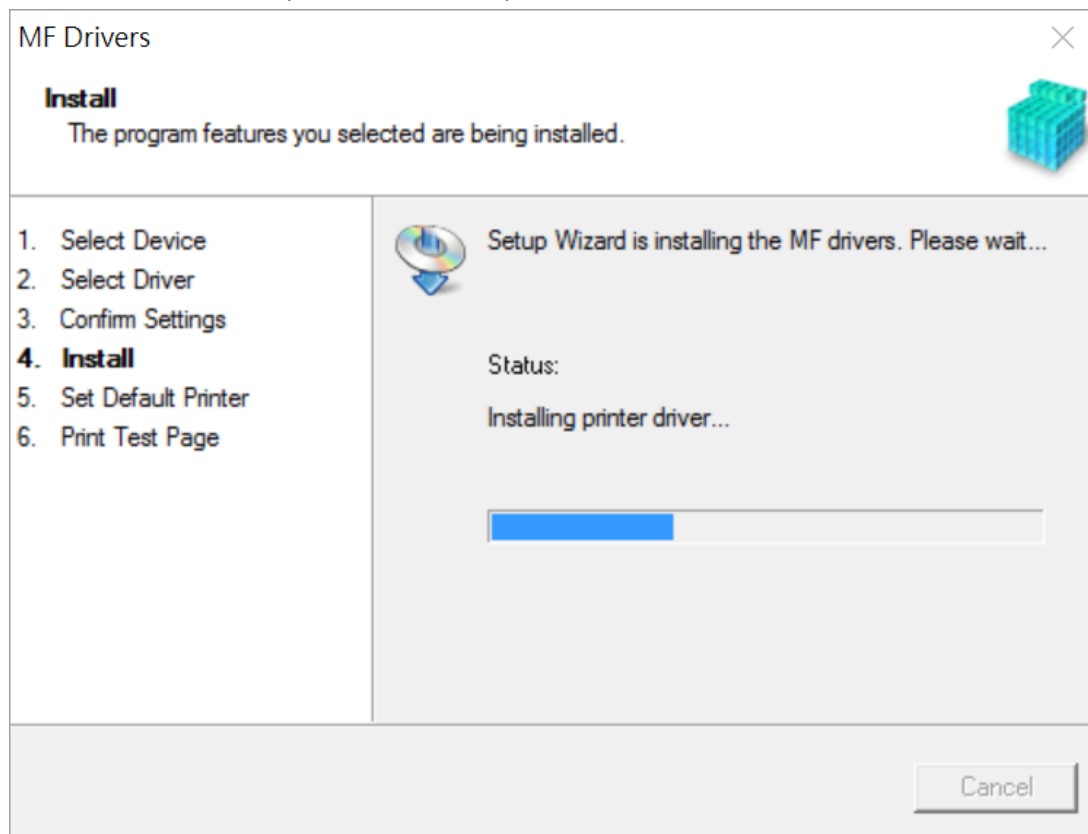 MF Drivers
Install
The program features you selected are being installed.
1. Select Device
2. Select Driver
3. Confirm Settings
4. Install
5. Set Default Printer
6. Print Test Page
Setup Wizard is installing the MF drivers. Please wait...
Status:
Installing printer driver...
Cancel